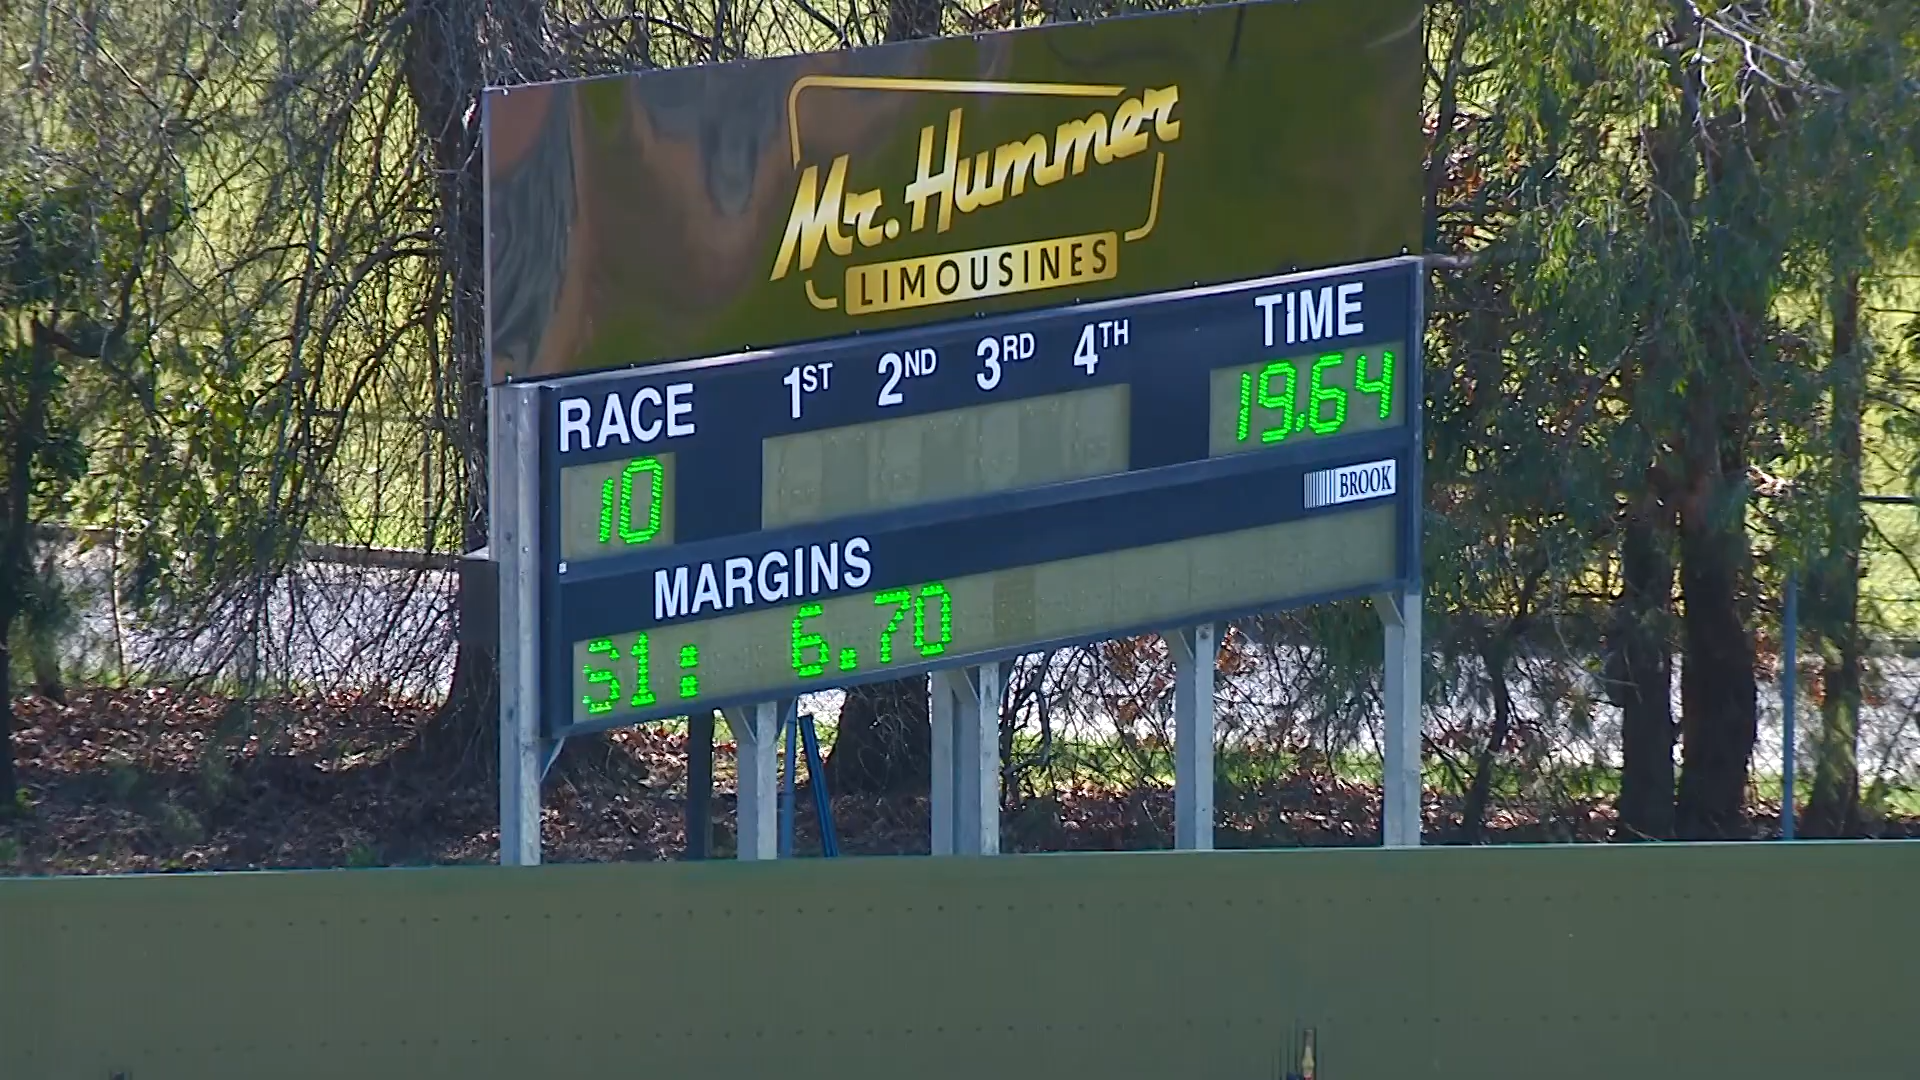 Mr. Hummer
LIMOUSINES
RACE 1ST 2ND 3RD 4TH TIME
10 19.64
BROOK
MARGINS
S1: 6.70